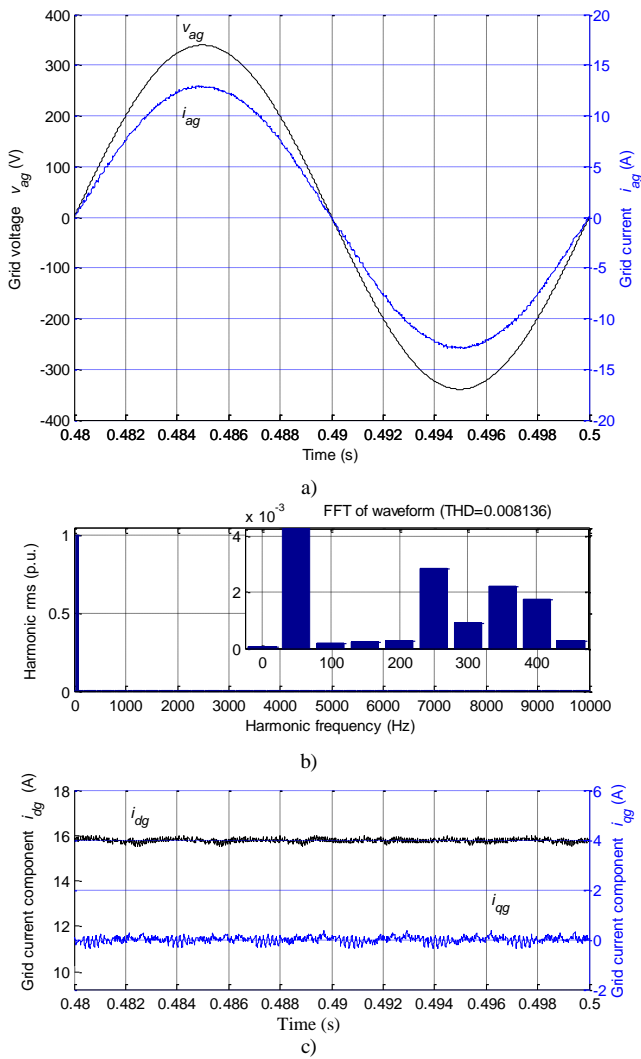 400
300
200
100
0
-100
-200
-300
-400
Grid voltage v_ag (V)
v_ag
i_ag
20
15
10
5
0
-5
-10
-15
-20
Grid current i_ag (A)
0.48 0.482 0.484 0.486 0.488 0.49 0.492 0.494 0.496 0.498 0.5
Time (s)
a)
FFT of waveform (THD=0.008136)
x 10^-3
4
2
0
0 100 200 300 400
1
0.5
0
Harmonic rms (p.u.)
0 1000 2000 3000 4000 5000 6000 7000 8000 9000 10000
Harmonic frequency (Hz)
b)
18
16
14
12
10
Grid current component i_dg (A)
i_dg
i_qg
6
4
2
0
-2
Grid current component i_qg (A)
0.48 0.482 0.484 0.486 0.488 0.49 0.492 0.494 0.496 0.498 0.5
Time (s)
c)